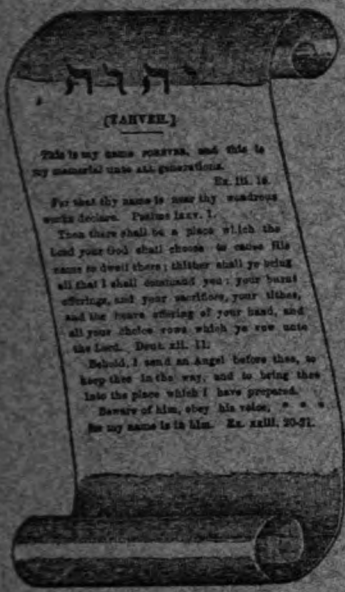 יהוה
[YAHVEH.]
This is my name FOREVER, and this is
my memorial unto ALL generations.
Ex. iii. 15.
For that thy name is near thy wondrous
works declare. Psalms lxxv. 1.
Then there shall be a place which the
Lord your God shall choose to cause His
name to dwell there; thither shall ye bring
all that I shall command you: your burnt
offerings, and your sacrifices, your tithes,
and the heave offering of your hand, and
all your choice vows which ye vow unto
the Lord. Deut. xii. 11.
Behold, I send an Angel before thee, to
keep thee in the way, and to bring thee
into the place which I have prepared.
Beware of him, obey his voice, * * *
for my name is in him. Ex. xxiii. 20-21.